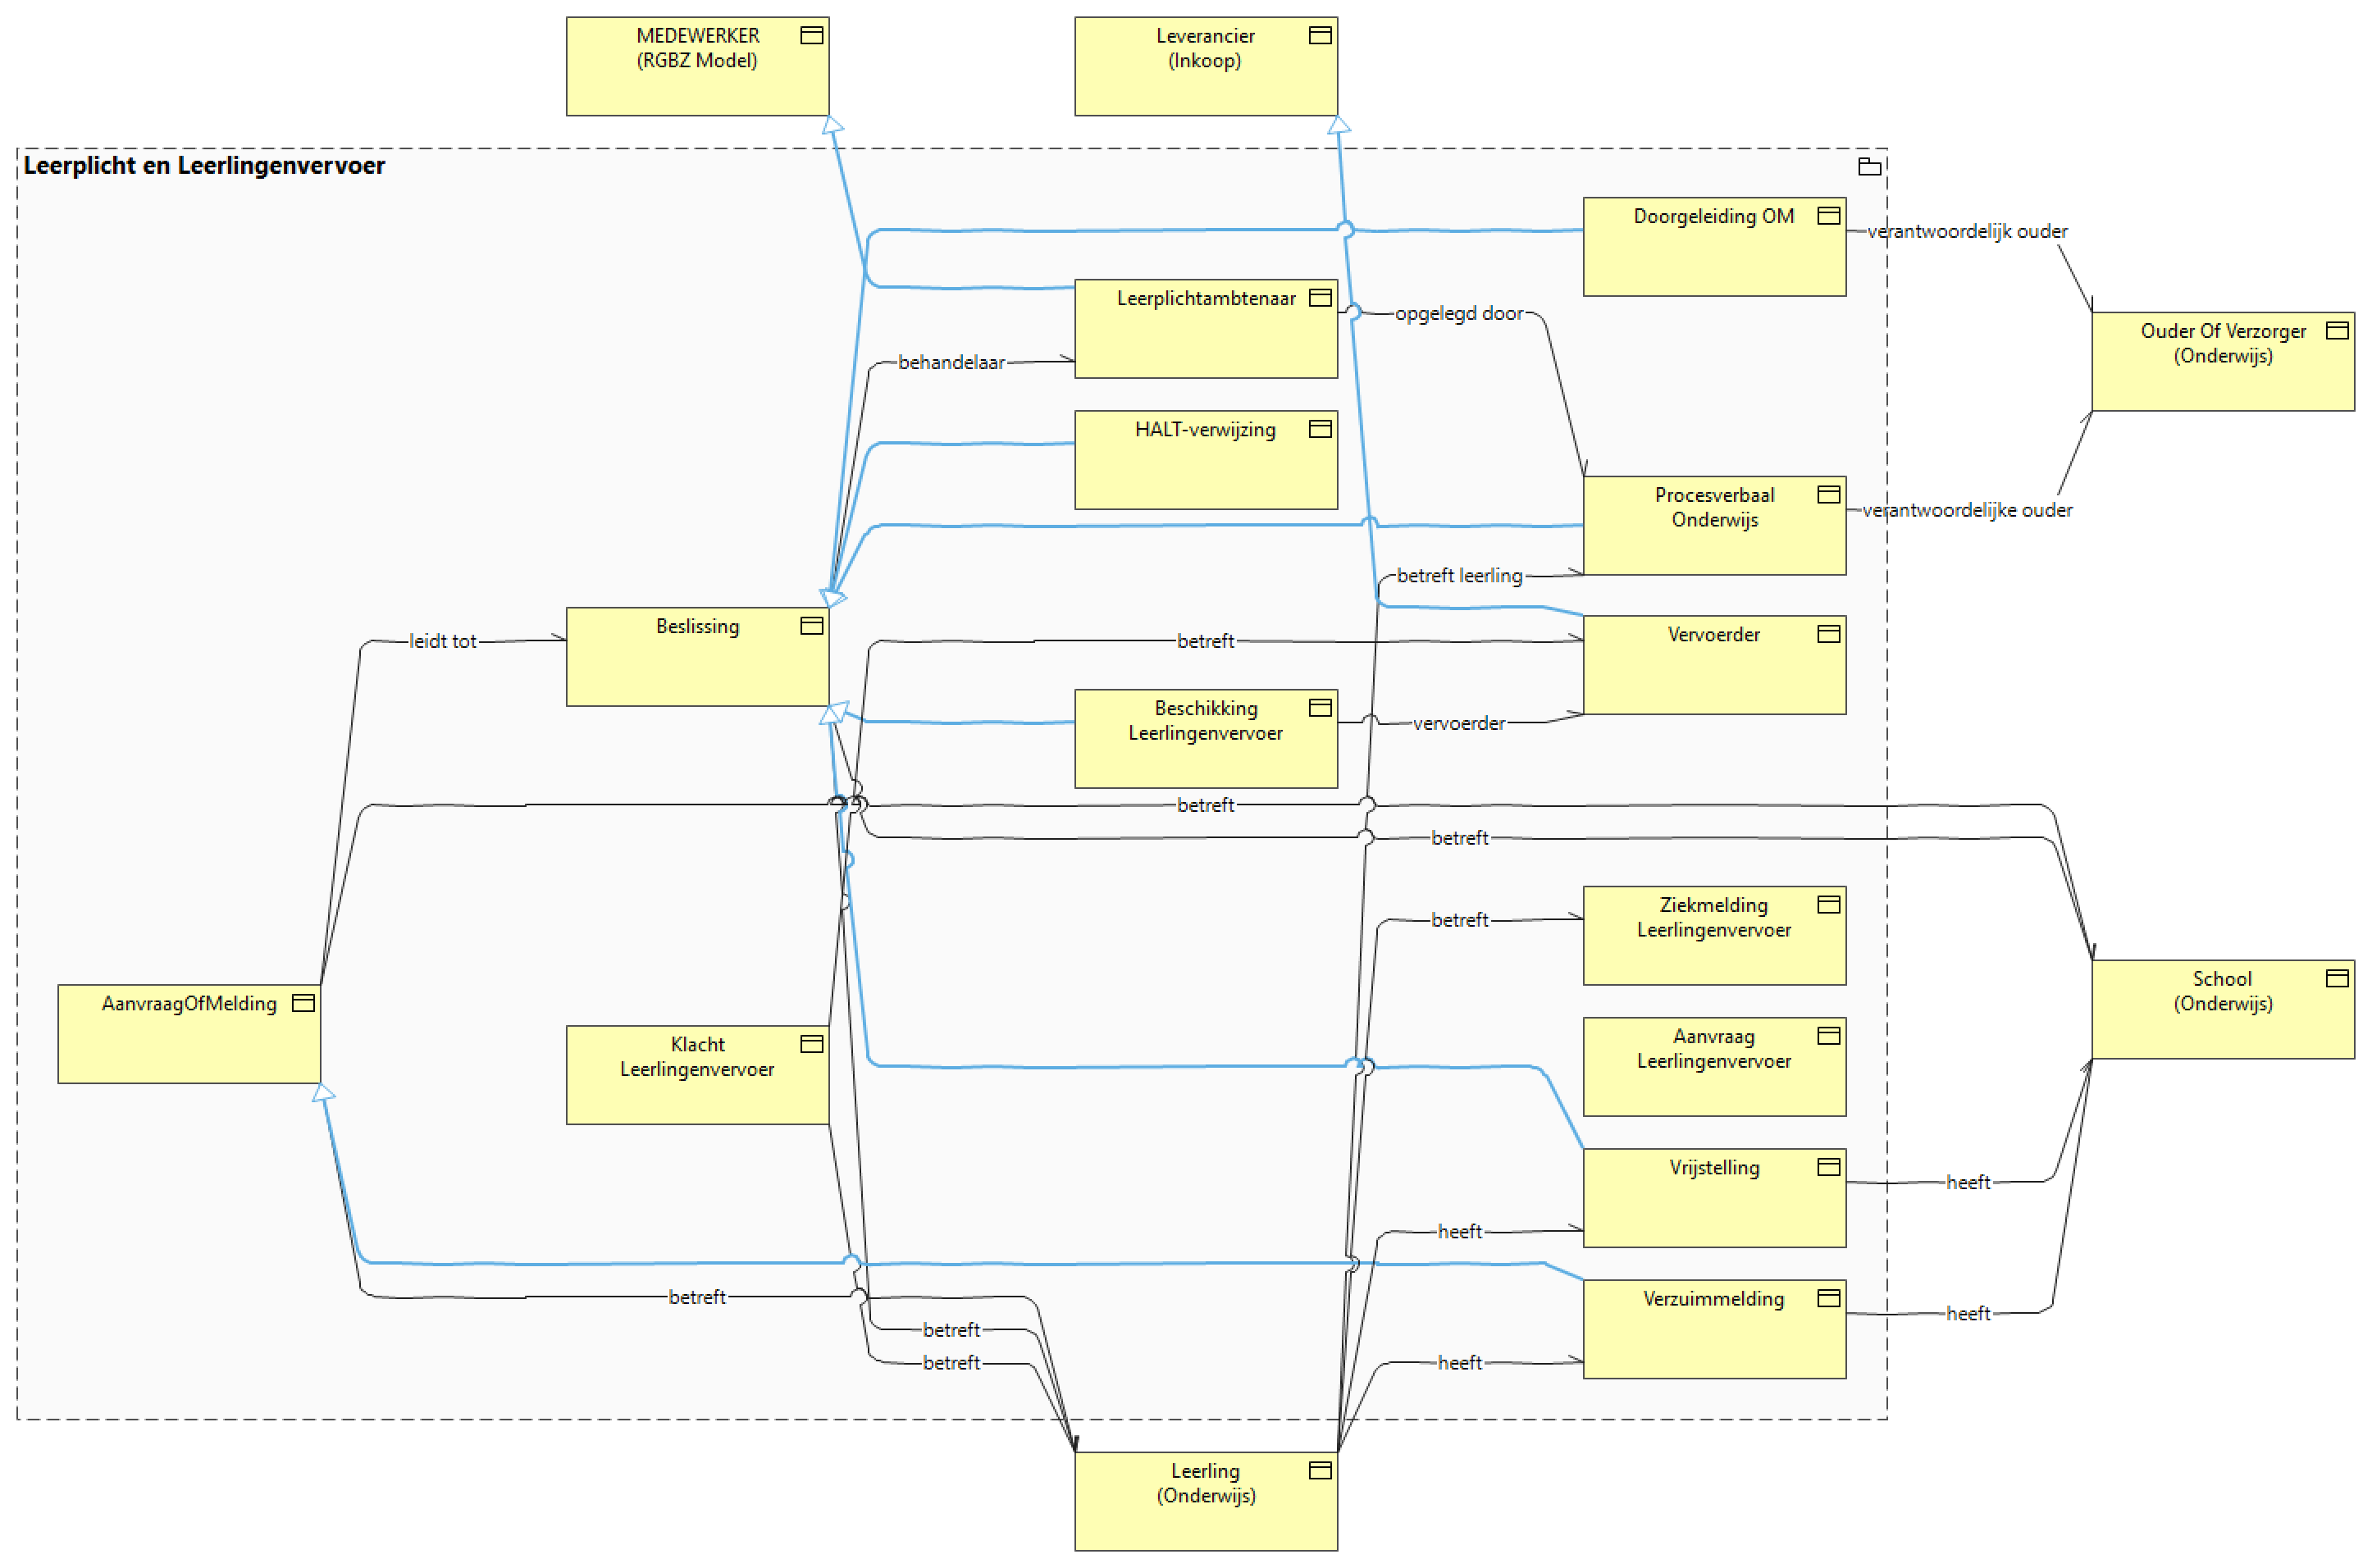 MEDEWERKER
(RGBZ Model)
Leverancier
(Inkoop)
Leerplicht en Leerlingenvervoer
Doorgeleiding OM
verantwoordelijk ouder
Leerplichtambtenaar
opgelegd door
Ouder Of Verzorger
(Onderwijs)
behandelaar
HALT-verwijzing
Procesverbaal
Onderwijs
verantwoordelijke ouder
betreft leerling
Beslissing
Vervoerder
leidt tot
betreft
Beschikking
Leerlingenvervoer
vervoerder
betreft
betreft
Ziekmelding
Leerlingenvervoer
betreft
School
(Onderwijs)
AanvraagOfMelding
Klacht
Leerlingenvervoer
Aanvraag
Leerlingenvervoer
Vrijstelling
heeft
heeft
Verzuimmelding
heeft
betreft
betreft
betreft
heeft
Leerling
(Onderwijs)